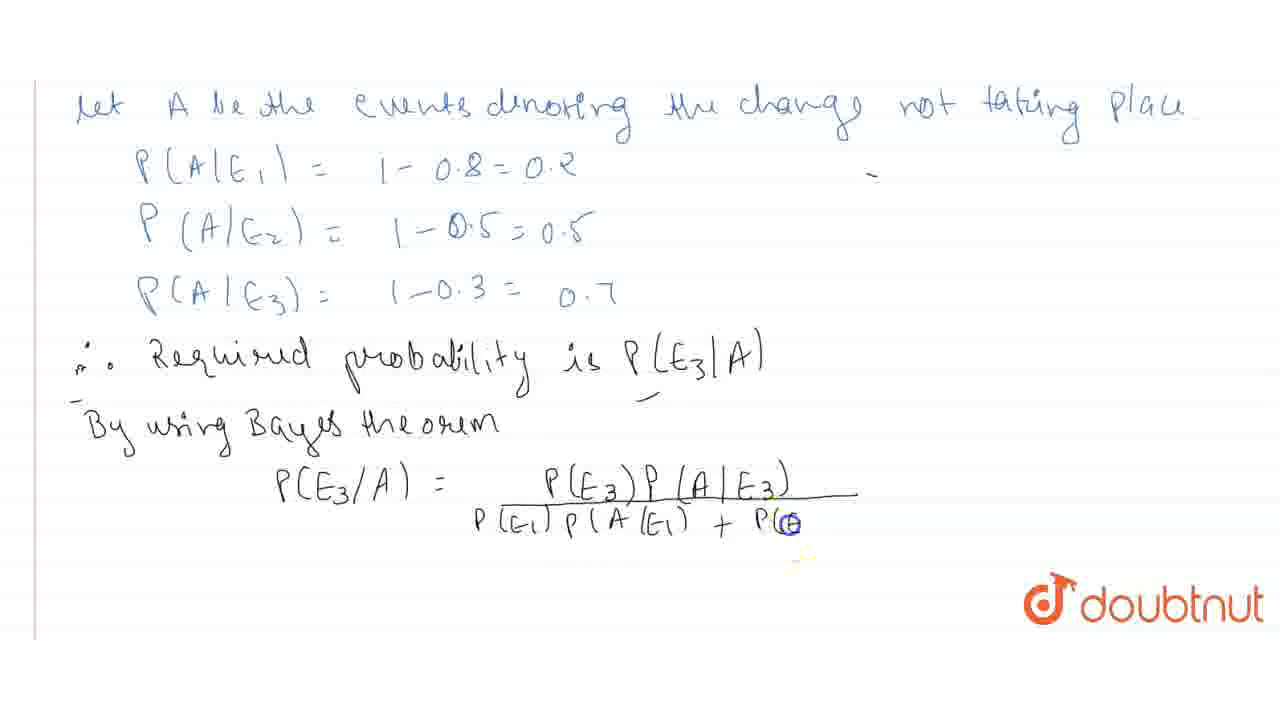 Let A be the events denoting the change not taking place
P(A|E₁) = 1 - 0.8 = 0.2
P(A|E₂) = 1 - 0.5 = 0.5
P(A|E₃) = 1 - 0.3 = 0.7
∴ Required probability is P(E₃|A)
By using Bayes theorem
P(E₃/A) = P(E₃)P(A|E₃)
P(E₁) P(A(E₁) + P(E
doubtnut